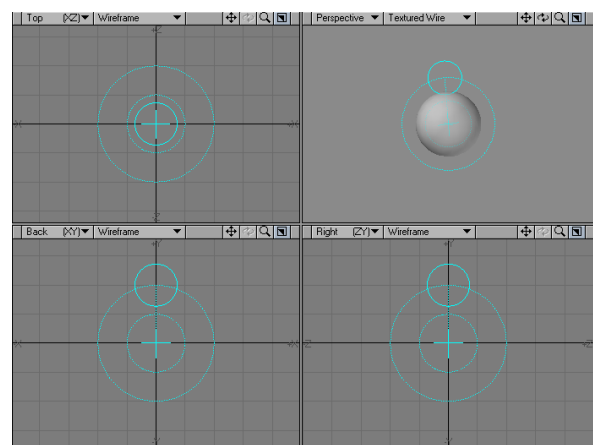 Top (XZ) Wireframe
Perspective Textured Wire
Back (XY) Wireframe
Right (ZY) Wireframe